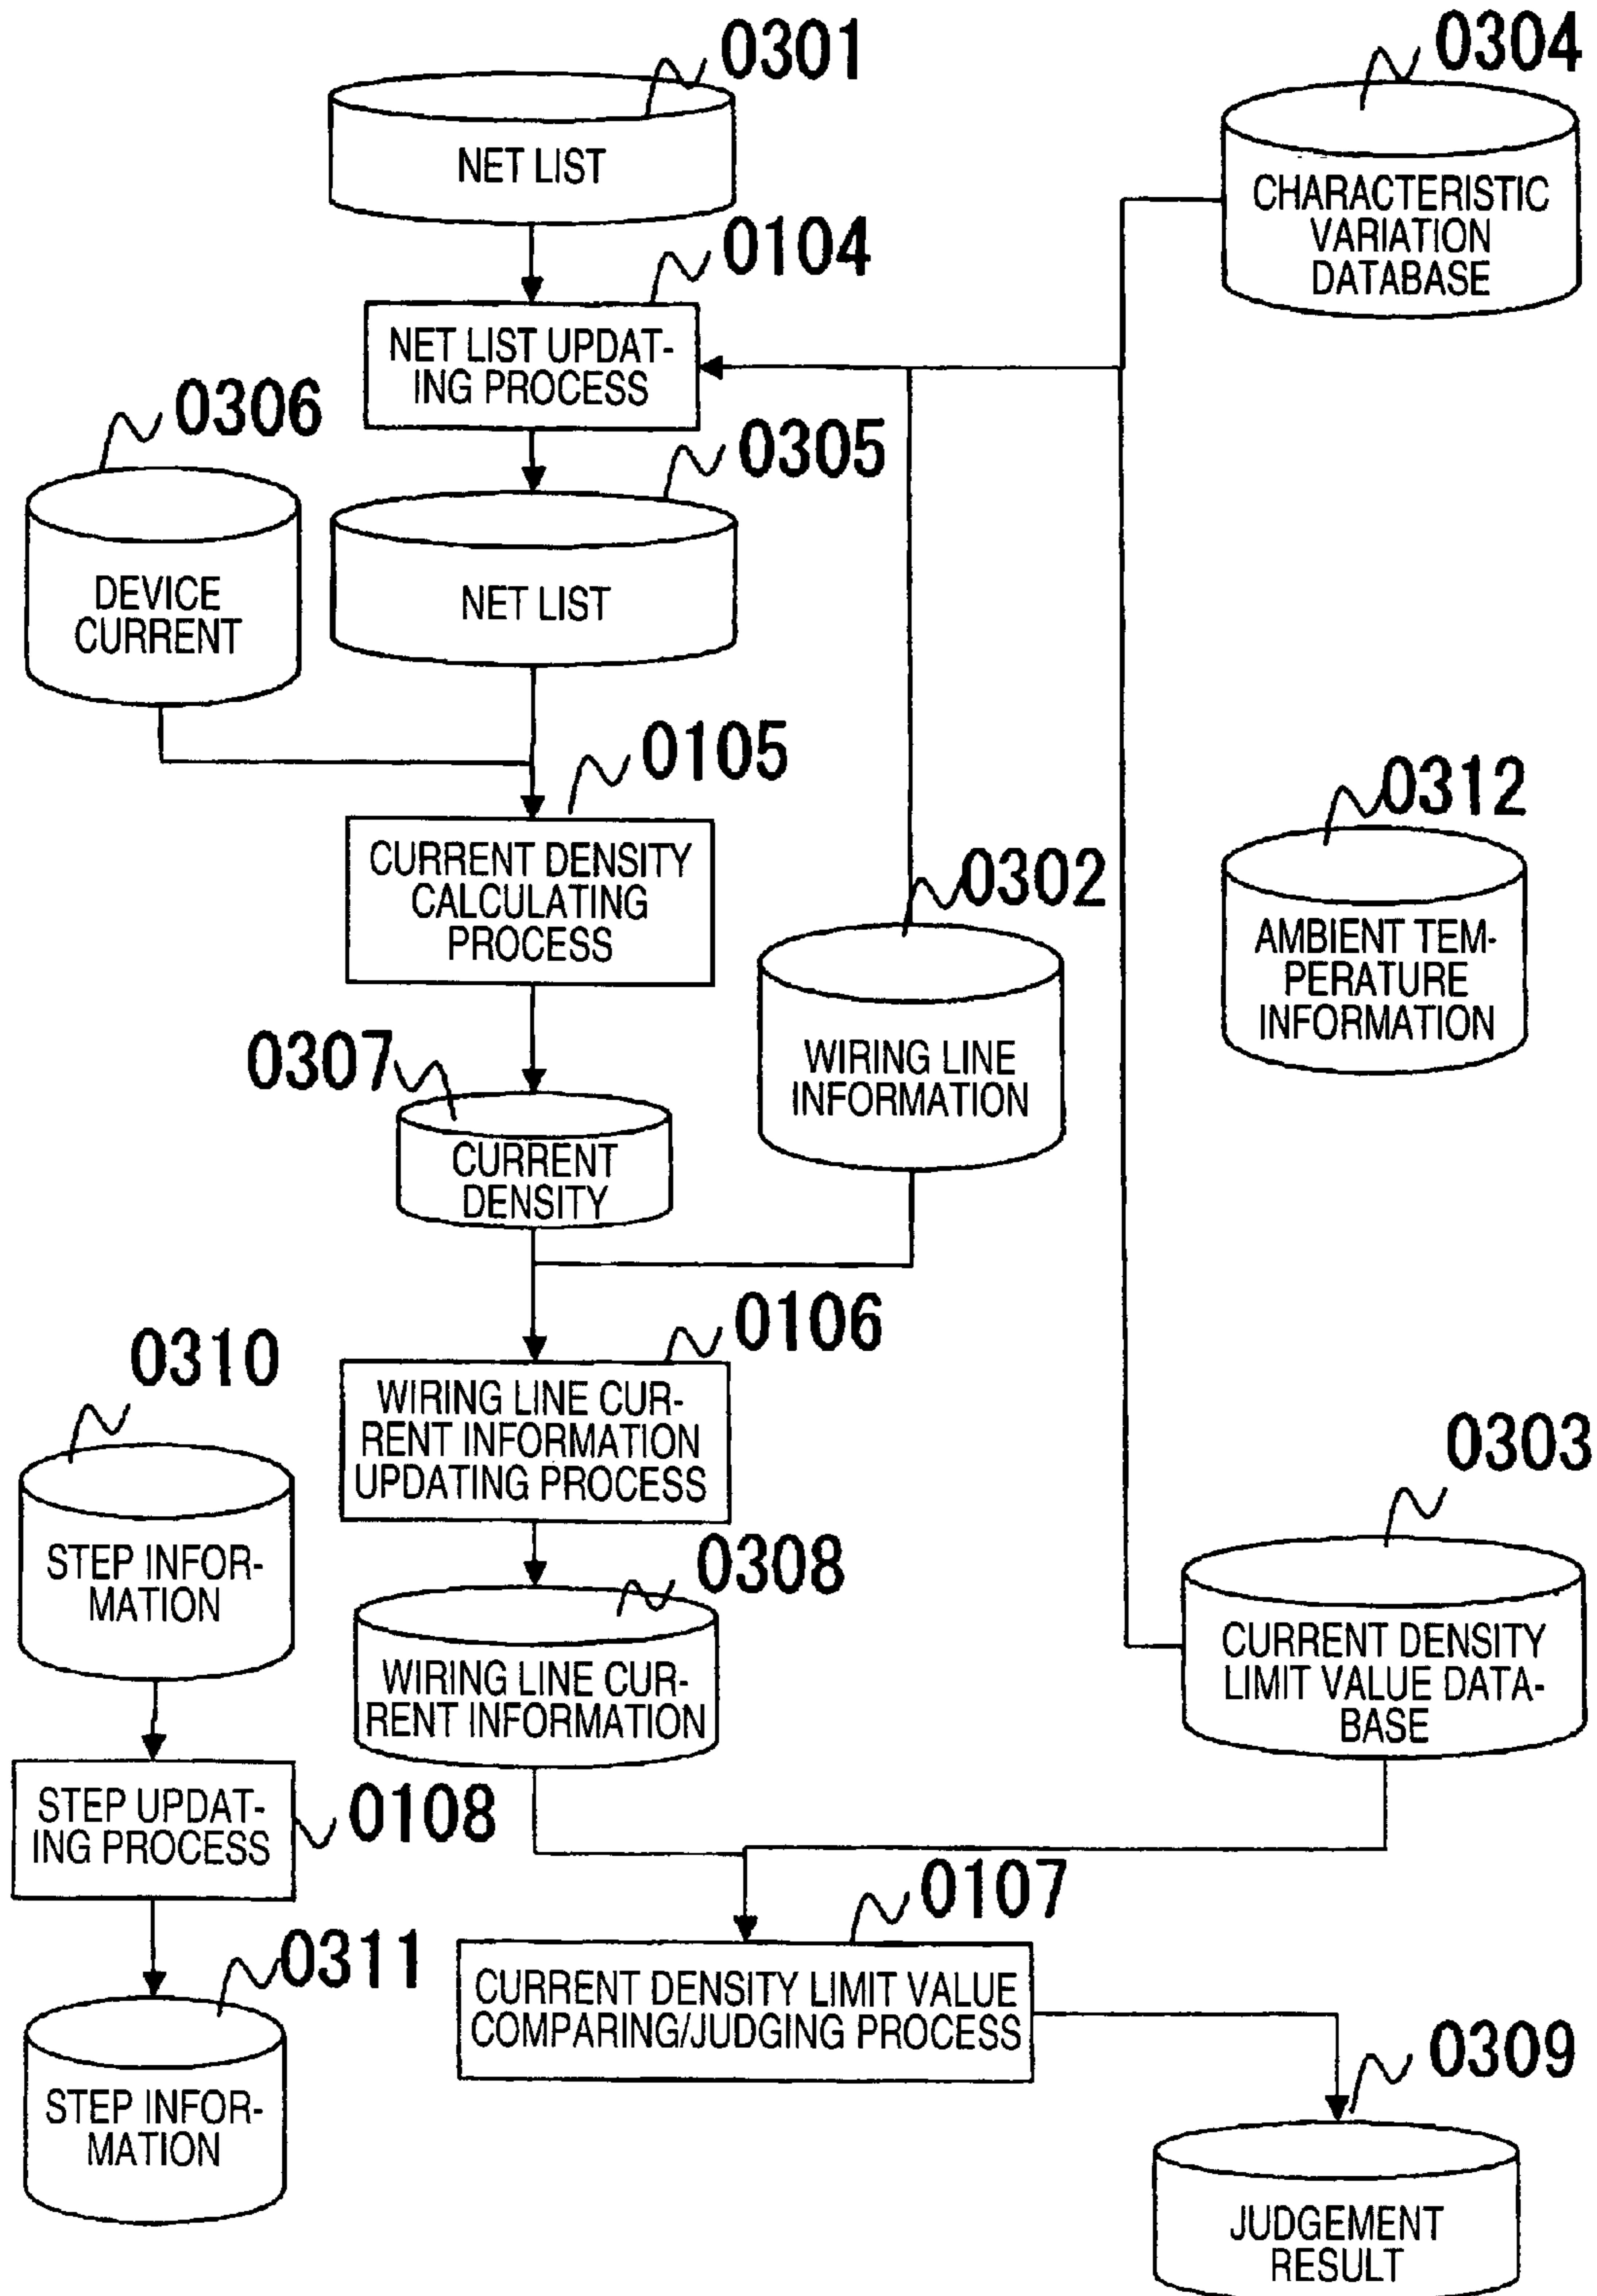 0301
NET LIST
0304
CHARACTERISTIC
VARIATION
DATABASE
0104
NET LIST UPDAT-
ING PROCESS
0306
DEVICE
CURRENT
0305
NET LIST
0105
CURRENT DENSITY
CALCULATING
PROCESS
0312
AMBIENT TEM-
PERATURE
INFORMATION
0302
WIRING LINE
INFORMATION
0307
CURRENT
DENSITY
0106
WIRING LINE CUR-
RENT INFORMATION
UPDATING PROCESS
0310
STEP INFOR-
MATION
0303
CURRENT DENSITY
LIMIT VALUE DATA-
BASE
0308
WIRING LINE CUR-
RENT INFORMATION
STEP UPDAT-
ING PROCESS
0108
0107
CURRENT DENSITY LIMIT VALUE
COMPARING/JUDGING PROCESS
0311
STEP INFOR-
MATION
0309
JUDGEMENT
RESULT